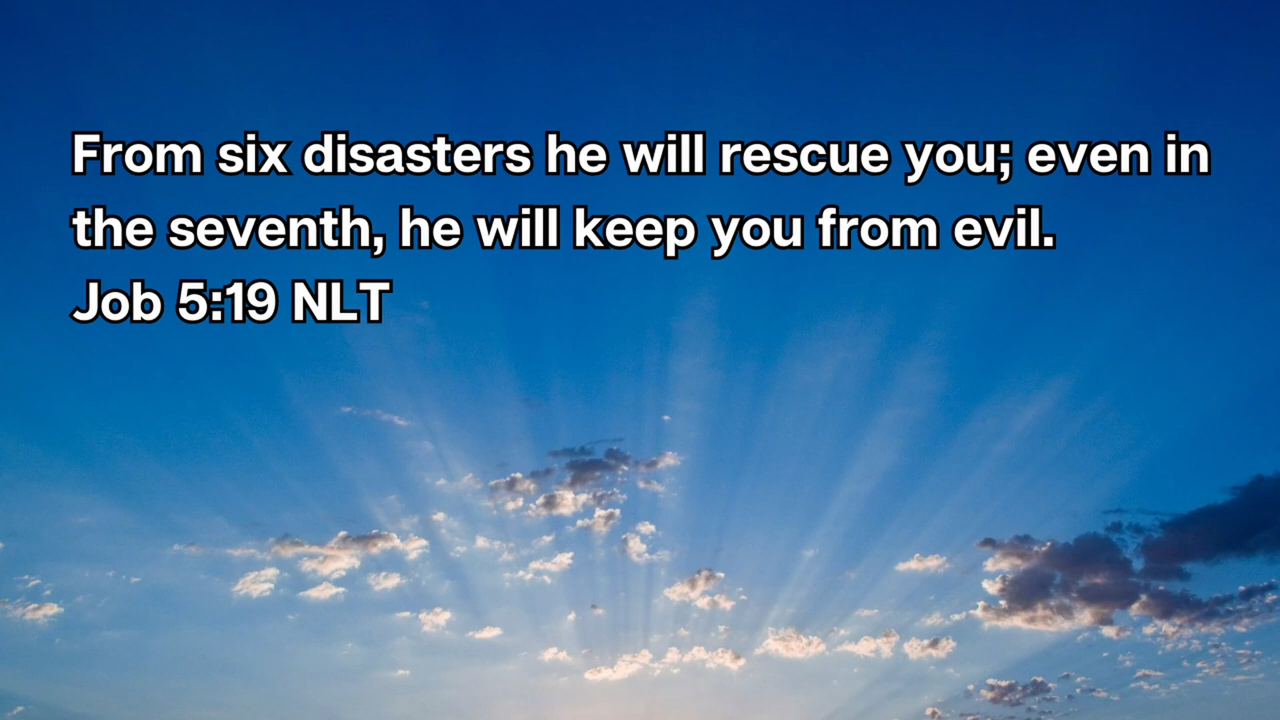 From six disasters he will rescue you; even in
the seventh, he will keep you from evil.
Job 5:19 NLT